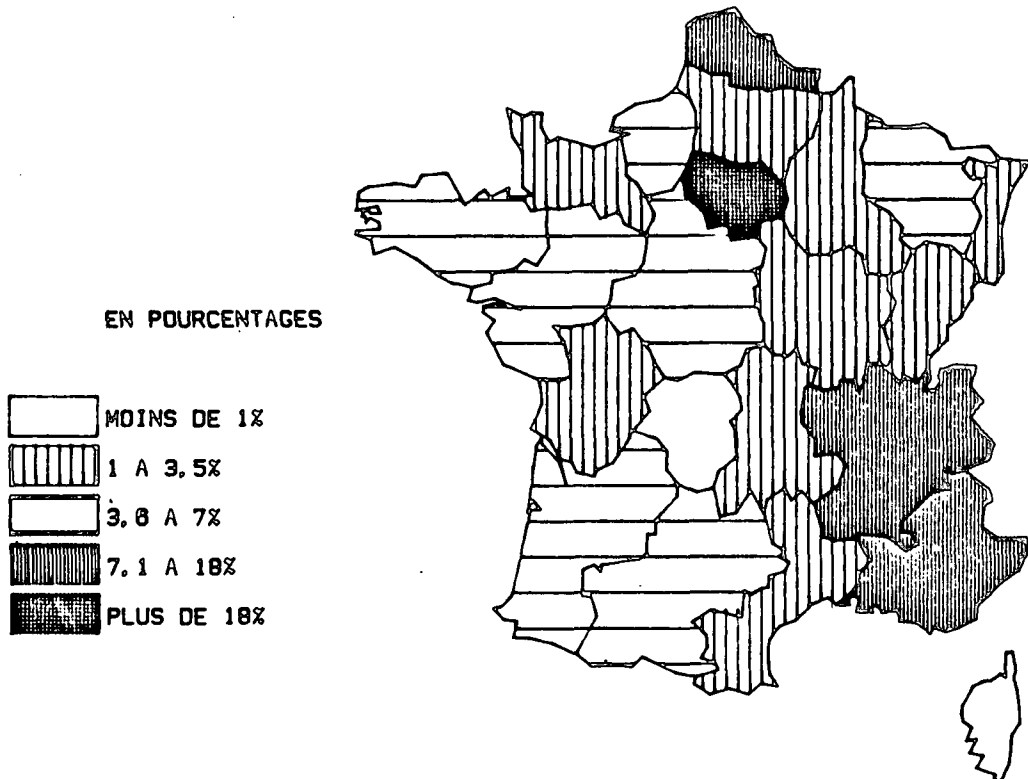 EN POURCENTAGES
MOINS DE 1%
1 A 3,5%
3,6 A 7%
7,1 A 18%
PLUS DE 18%